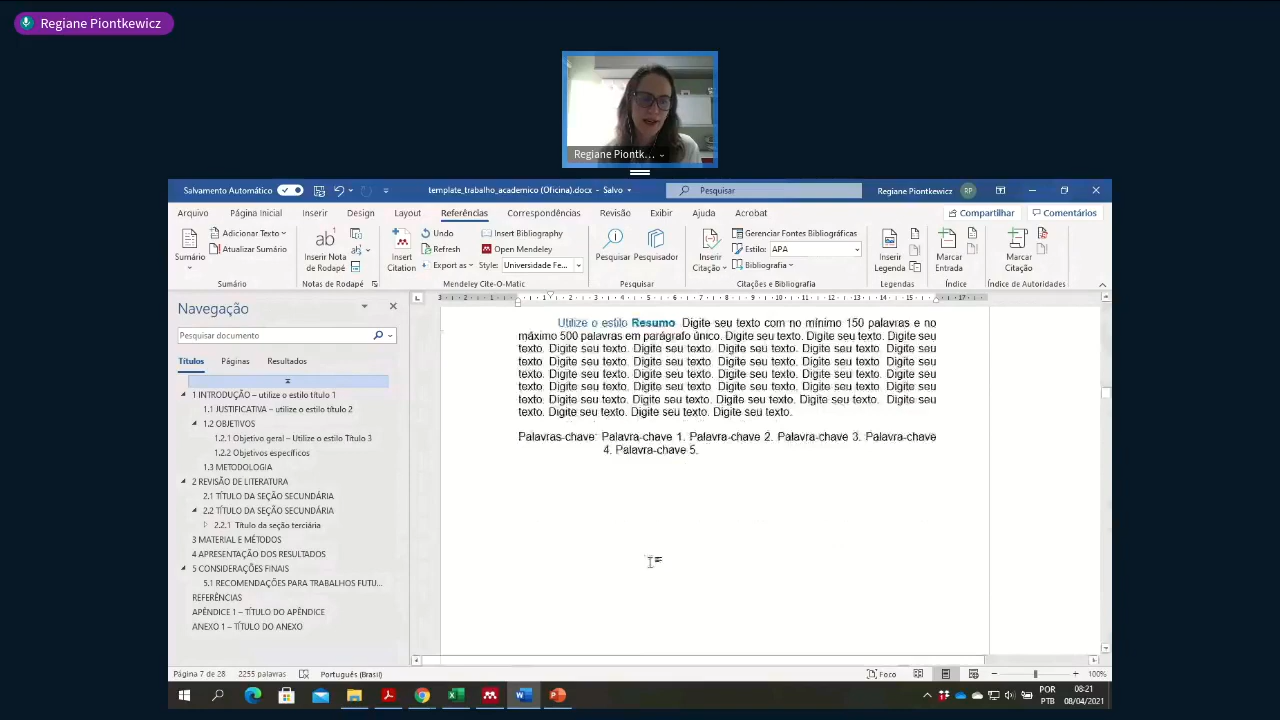 Regiane Piontkewicz
Regiane Piontk...
Salvamento Automático
template_trabalho_academico (Oficina).docx - Salvo
Pesquisar
Regiane Piontkewicz
RP
Arquivo Página Inicial Inserir Design Layout Referências Correspondências Revisão Exibir Ajuda Acrobat
Compartilhar Comentários
Sumário
Adicionar Texto
Atualizar Sumário
Sumário
ab
Inserir Nota de Rodapé
Notas de Rodapé
Insert Citation
Undo
Refresh
Export as
Insert Bibliography
Open Mendeley
Style: Universidade Fe...
Mendeley Cite-O-Matic
Pesquisar Pesquisador
Pesquisar
Inserir Citação
Gerenciar Fontes Bibliográficas
Estilo: APA
Bibliografia
Citações e Bibliografia
Inserir Legenda
Legendas
Marcar Entrada
Índice
Marcar Citação
Índice de Autoridades
Navegação
Pesquisar documento
Títulos Páginas Resultados
1 INTRODUÇÃO – utilize o estilo título 1
1.1 JUSTIFICATIVA – utilize o estilo título 2
1.2 OBJETIVOS
1.2.1 Objetivo geral – Utilize o estilo Título 3
1.2.2 Objetivos específicos
1.3 METODOLOGIA
2 REVISÃO DE LITERATURA
2.1 TÍTULO DA SEÇÃO SECUNDÁRIA
2.2 TÍTULO DA SEÇÃO SECUNDÁRIA
2.2.1 Título da seção terciária
3 MATERIAL E MÉTODOS
4 APRESENTAÇÃO DOS RESULTADOS
5 CONSIDERAÇÕES FINAIS
5.1 RECOMENDAÇÕES PARA TRABALHOS FUTU...
REFERÊNCIAS
APÊNDICE 1 – TÍTULO DO APÊNDICE
ANEXO 1 – TÍTULO DO ANEXO
Utilize o estilo Resumo Digite seu texto com no mínimo 150 palavras e no
máximo 500 palavras em parágrafo único. Digite seu texto. Digite seu texto. Digite seu
texto. Digite seu texto. Digite seu texto. Digite seu texto. Digite seu texto. Digite seu
texto. Digite seu texto. Digite seu texto. Digite seu texto. Digite seu texto. Digite seu
texto. Digite seu texto. Digite seu texto. Digite seu texto. Digite seu texto. Digite seu
texto. Digite seu texto. Digite seu texto. Digite seu texto. Digite seu texto. Digite seu
texto. Digite seu texto. Digite seu texto. Digite seu texto. Digite seu texto. Digite seu
texto. Digite seu texto. Digite seu texto. Digite seu texto.
Palavras-chave: Palavra-chave 1. Palavra-chave 2. Palavra-chave 3. Palavra-chave
4. Palavra-chave 5.
Página 7 de 28 2255 palavras Português (Brasil) Foco 100%
POR 08:21
PTB 08/04/2021